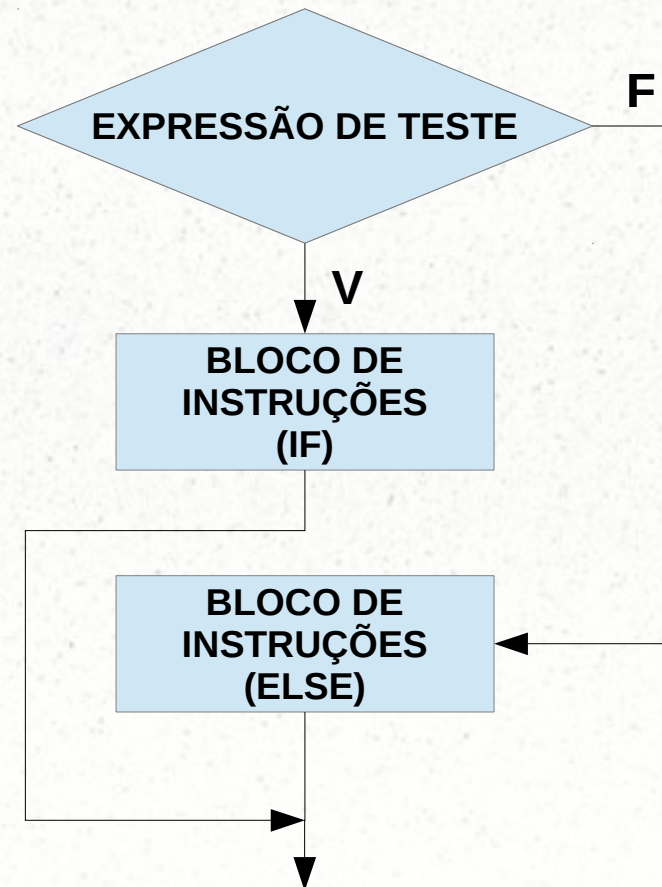 EXPRESSÃO DE TESTE
F
V
BLOCO DE
INSTRUÇÕES
(IF)
BLOCO DE
INSTRUÇÕES
(ELSE)